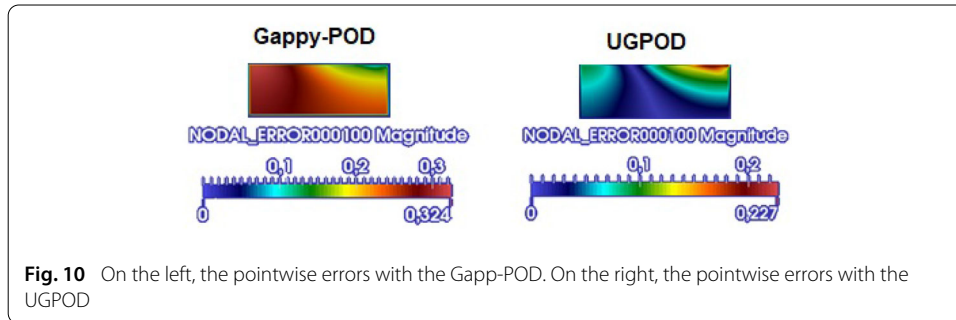 Gappy-POD
UGPOD
NODAL_ERROR000100 Magnitude
NODAL_ERROR000100 Magnitude
0,1 0,2 0,3
0,1 0,2
0 0,324
0 0,227
Fig. 10 On the left, the pointwise errors with the Gapp-POD. On the right, the pointwise errors with the
UGPOD